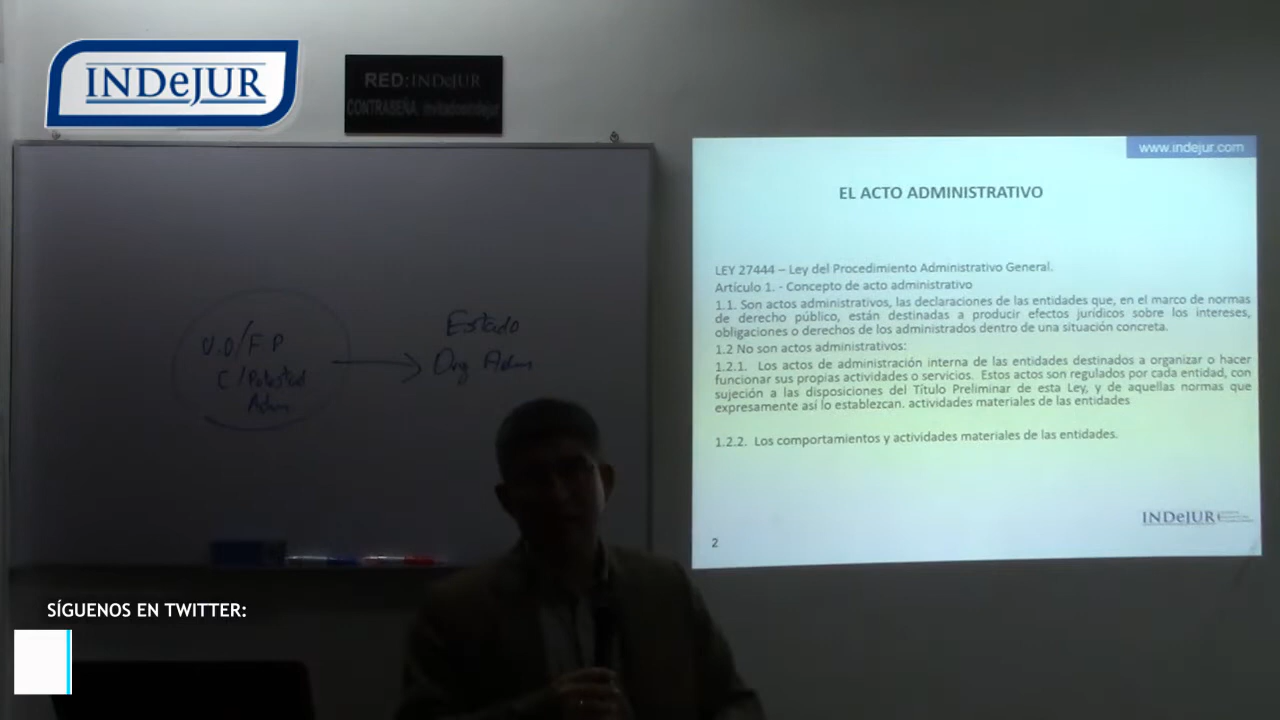 INDeJUR
RED: INDeJUR
CONTRASEÑA: invitadosindejur
www.indejur.com
EL ACTO ADMINISTRATIVO
LEY 27444 – Ley del Procedimiento Administrativo General.
Artículo 1. - Concepto de acto administrativo
1.1. Son actos administrativos, las declaraciones de las entidades que, en el marco de normas
de derecho público, están destinadas a producir efectos jurídicos sobre los intereses,
obligaciones o derechos de los administrados dentro de una situación concreta.
1.2 No son actos administrativos:
1.2.1. Los actos de administración interna de las entidades destinados a organizar o hacer
funcionar sus propias actividades o servicios. Estos actos son regulados por cada entidad, con
sujeción a las disposiciones del Título Preliminar de esta Ley, y de aquellas normas que
expresamente así lo establezcan. actividades materiales de las entidades
1.2.2. Los comportamientos y actividades materiales de las entidades.
INDeJUR
2
U.O/F P
C/Potestad
Adm
Estado
Org Adm
SÍGUENOS EN TWITTER: